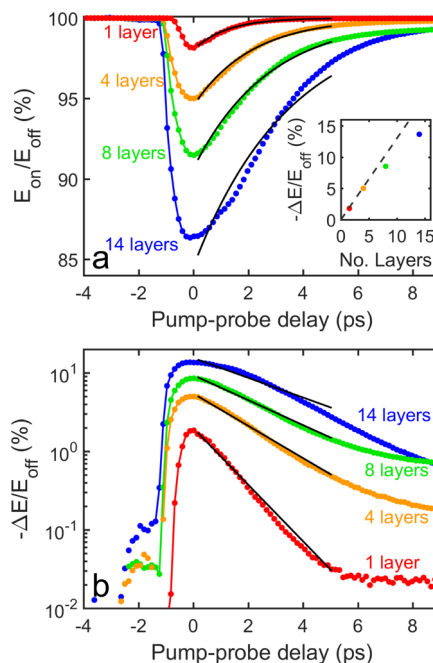 100
95
90
85
E_on/E_off (%)
1 layer
4 layers
8 layers
14 layers
a
-4 -2 0 2 4 6 8
Pump-probe delay (ps)
15
10
5
0
-ΔE/E_off (%)
0 5 10 15
No. Layers
10^1
10^0
10^-1
10^-2
-ΔE/E_off (%)
14 layers
8 layers
4 layers
1 layer
b
-4 -2 0 2 4 6 8
Pump-probe delay (ps)